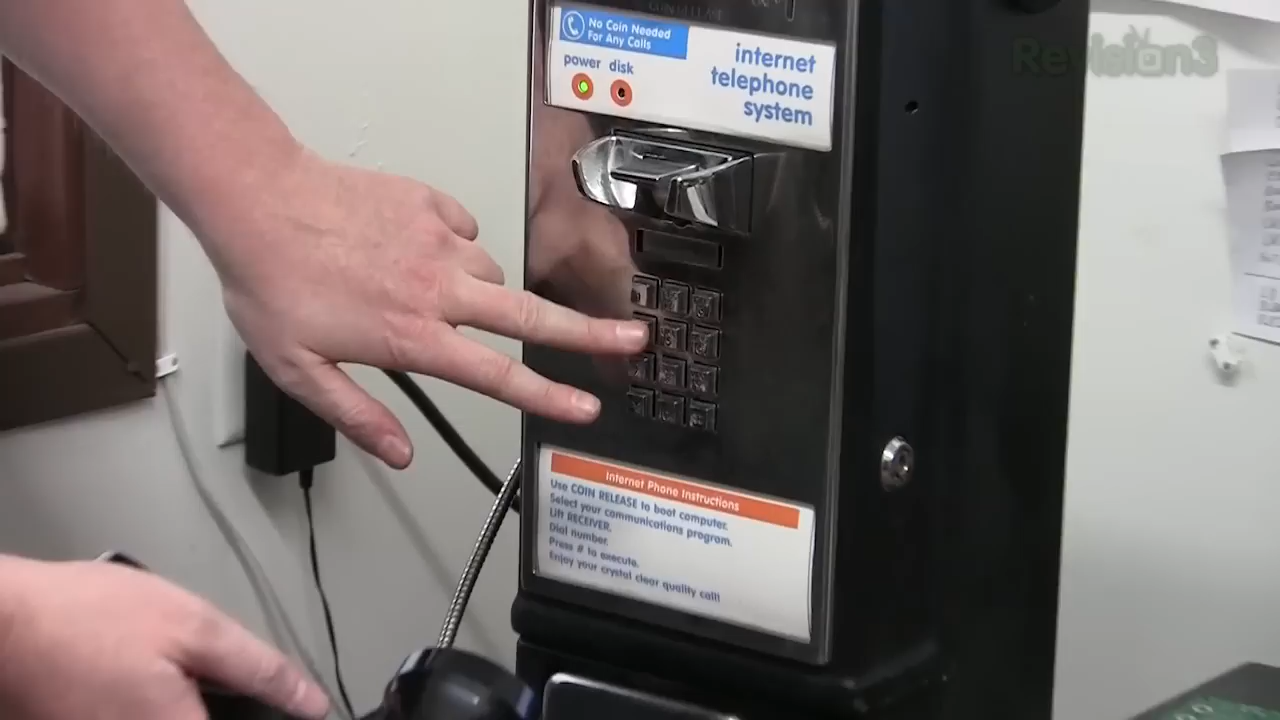 COIN RELEASE
No Coin Needed
For Any Calls
power disk
internet
telephone
system
Revision3
Internet Phone Instructions
Use COIN RELEASE to boot computer.
Select your communications program.
Lift RECEIVER.
Dial number.
Press # to execute.
Enjoy your crystal clear quality call!